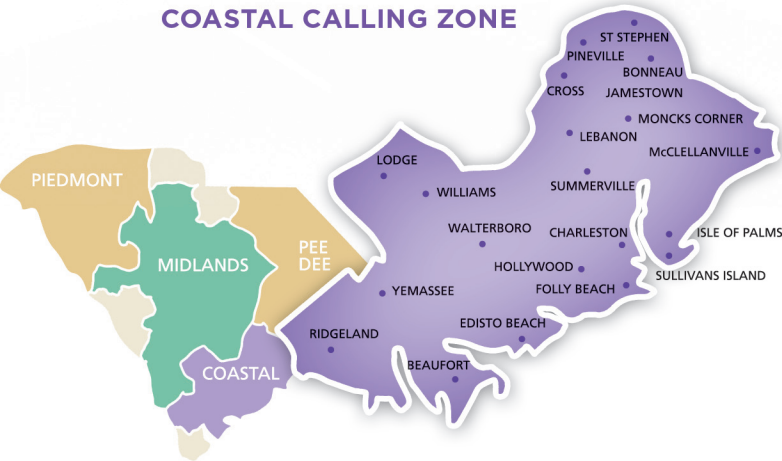 COASTAL CALLING ZONE
ST STEPHEN
PINEVILLE
BONNEAU
CROSS
JAMESTOWN
MONCKS CORNER
LEBANON
McCLELLANVILLE
LODGE
SUMMERVILLE
WILLIAMS
WALTERBORO
CHARLESTON
ISLE OF PALMS
HOLLYWOOD
SULLIVANS ISLAND
FOLLY BEACH
YEMASSEE
EDISTO BEACH
RIDGELAND
BEAUFORT
PIEDMONT
MIDLANDS
PEE
DEE
COASTAL